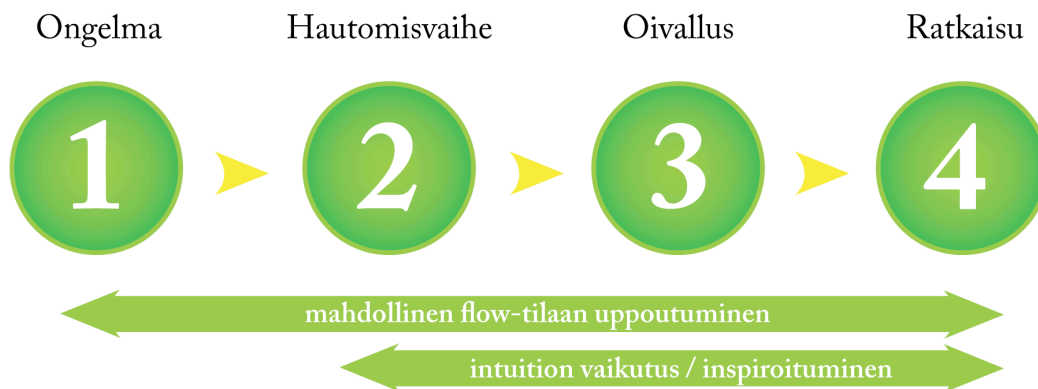 Ongelma Hautomisvaihe Oivallus Ratkaisu
1 2 3 4
mahdollinen flow-tilaan uppoutuminen
intuition vaikutus / inspiroituminen